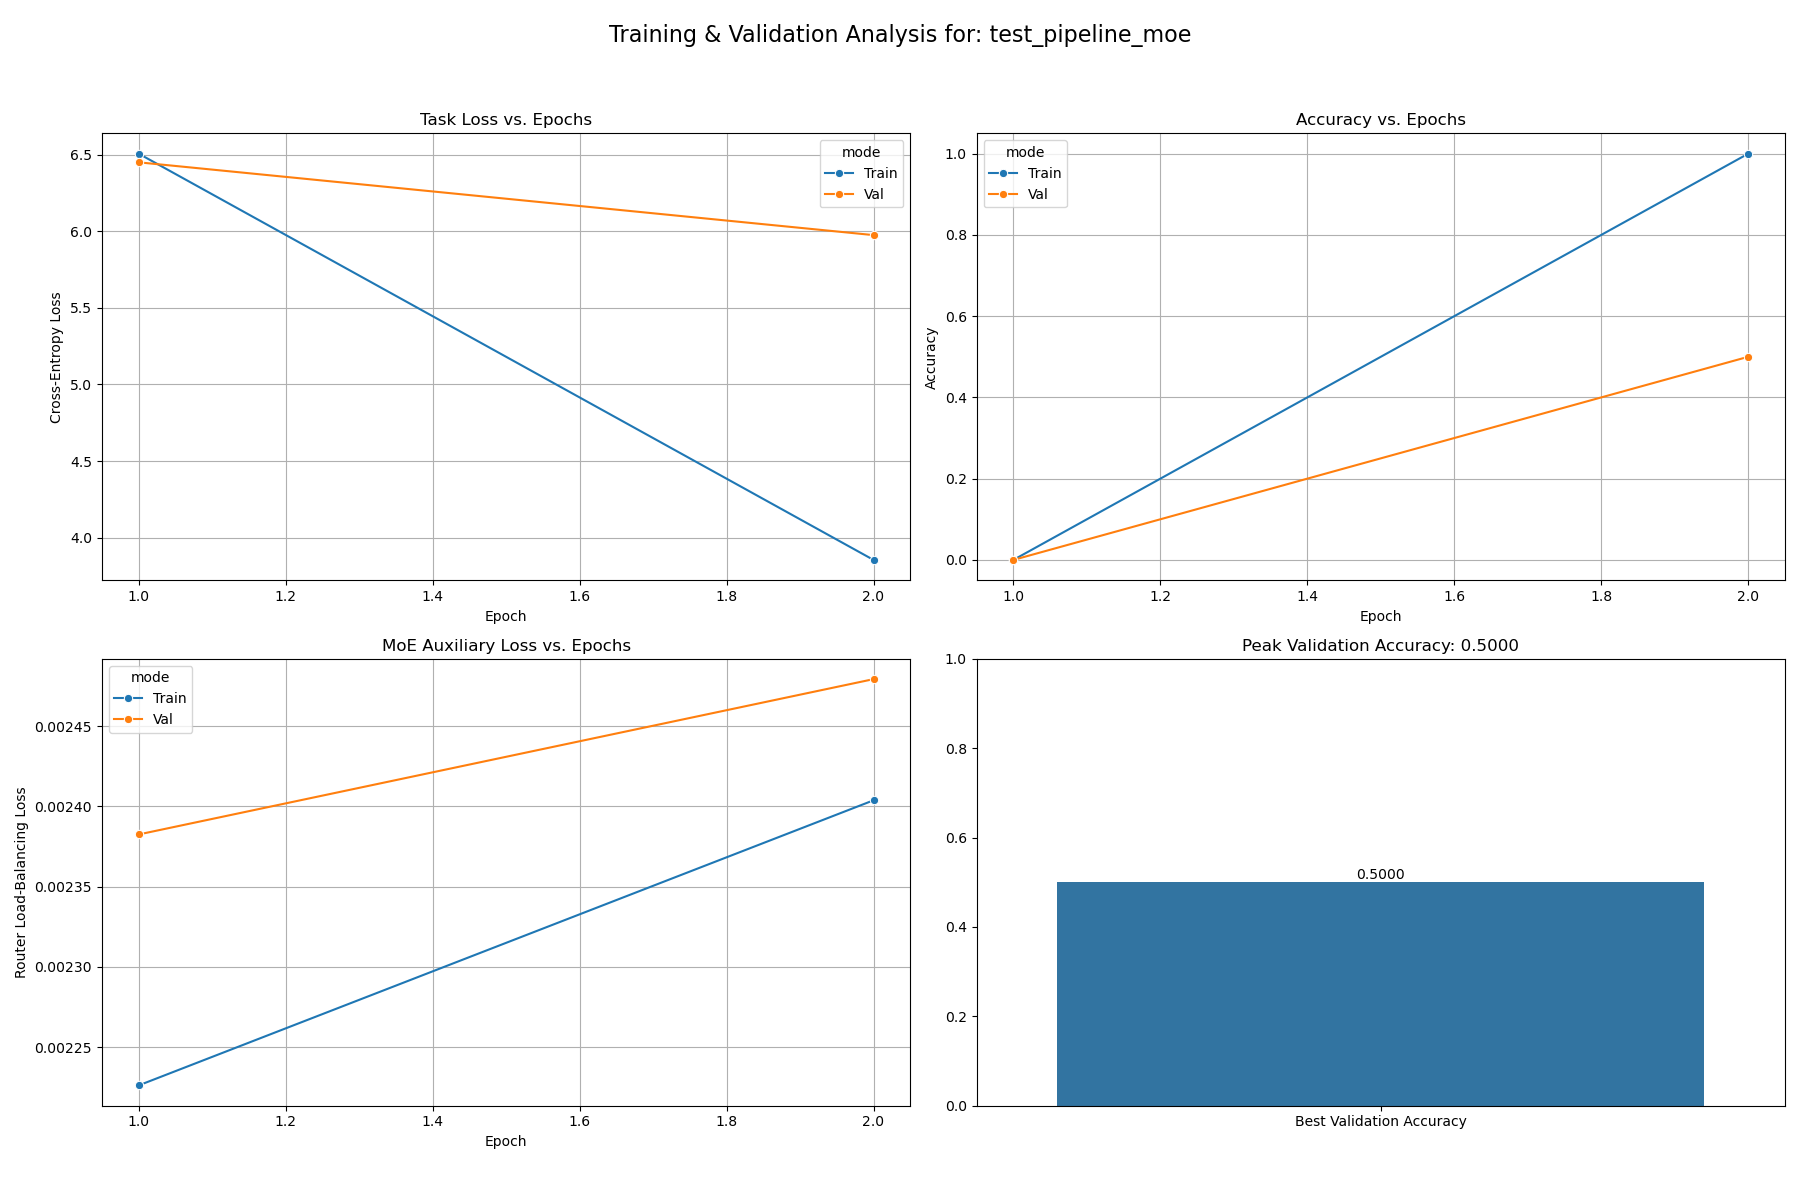 Training & Validation Analysis for: test_pipeline_moe
Task Loss vs. Epochs
Cross-Entropy Loss
6.5
6.0
5.5
5.0
4.5
4.0
mode
Train
Val
1.0 1.2 1.4 1.6 1.8 2.0
Epoch
Accuracy vs. Epochs
Accuracy
1.0
0.8
0.6
0.4
0.2
0.0
mode
Train
Val
1.0 1.2 1.4 1.6 1.8 2.0
Epoch
MoE Auxiliary Loss vs. Epochs
Router Load-Balancing Loss
mode
Train
Val
0.00245
0.00240
0.00235
0.00230
0.00225
1.0 1.2 1.4 1.6 1.8 2.0
Epoch
Peak Validation Accuracy: 0.5000
1.0
0.8
0.6
0.4
0.2
0.0
0.5000
Best Validation Accuracy